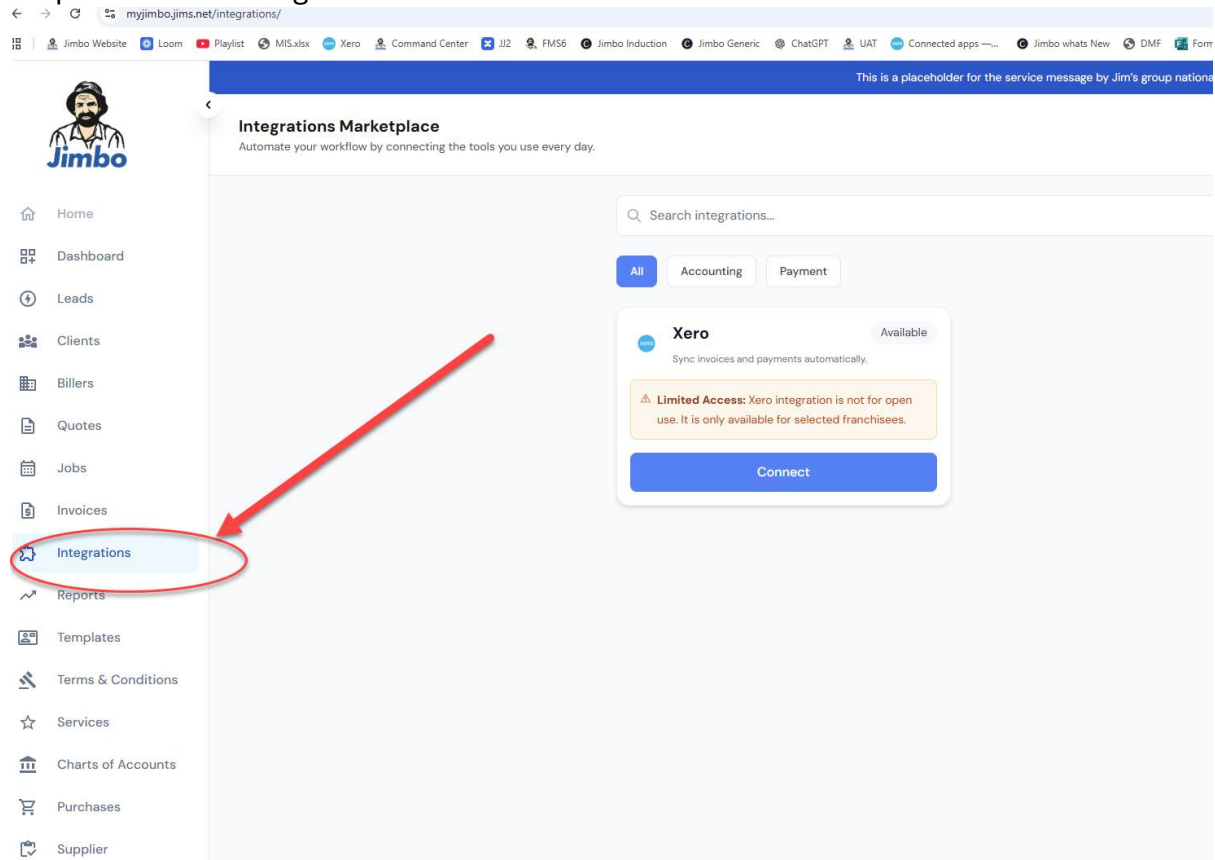 myjimbo.jims.net/integrations/
Jimbo Website Loom Playlist MIS.xlsx Xero Command Center JJ2 FMS6 Jimbo Induction Jimbo Generic ChatGPT UAT Connected apps —... Jimbo whats New DMF Form
This is a placeholder for the service message by Jim's group nationa
Jimbo
Integrations Marketplace
Automate your workflow by connecting the tools you use every day.
Home
Search integrations...
Dashboard
All Accounting Payment
Leads
Clients
xero Xero Available
Sync invoices and payments automatically.
Billers
Limited Access: Xero integration is not for open
use. It is only available for selected franchisees.
Quotes
Jobs
Connect
Invoices
Integrations
Reports
Templates
Terms & Conditions
Services
Charts of Accounts
Purchases
Supplier